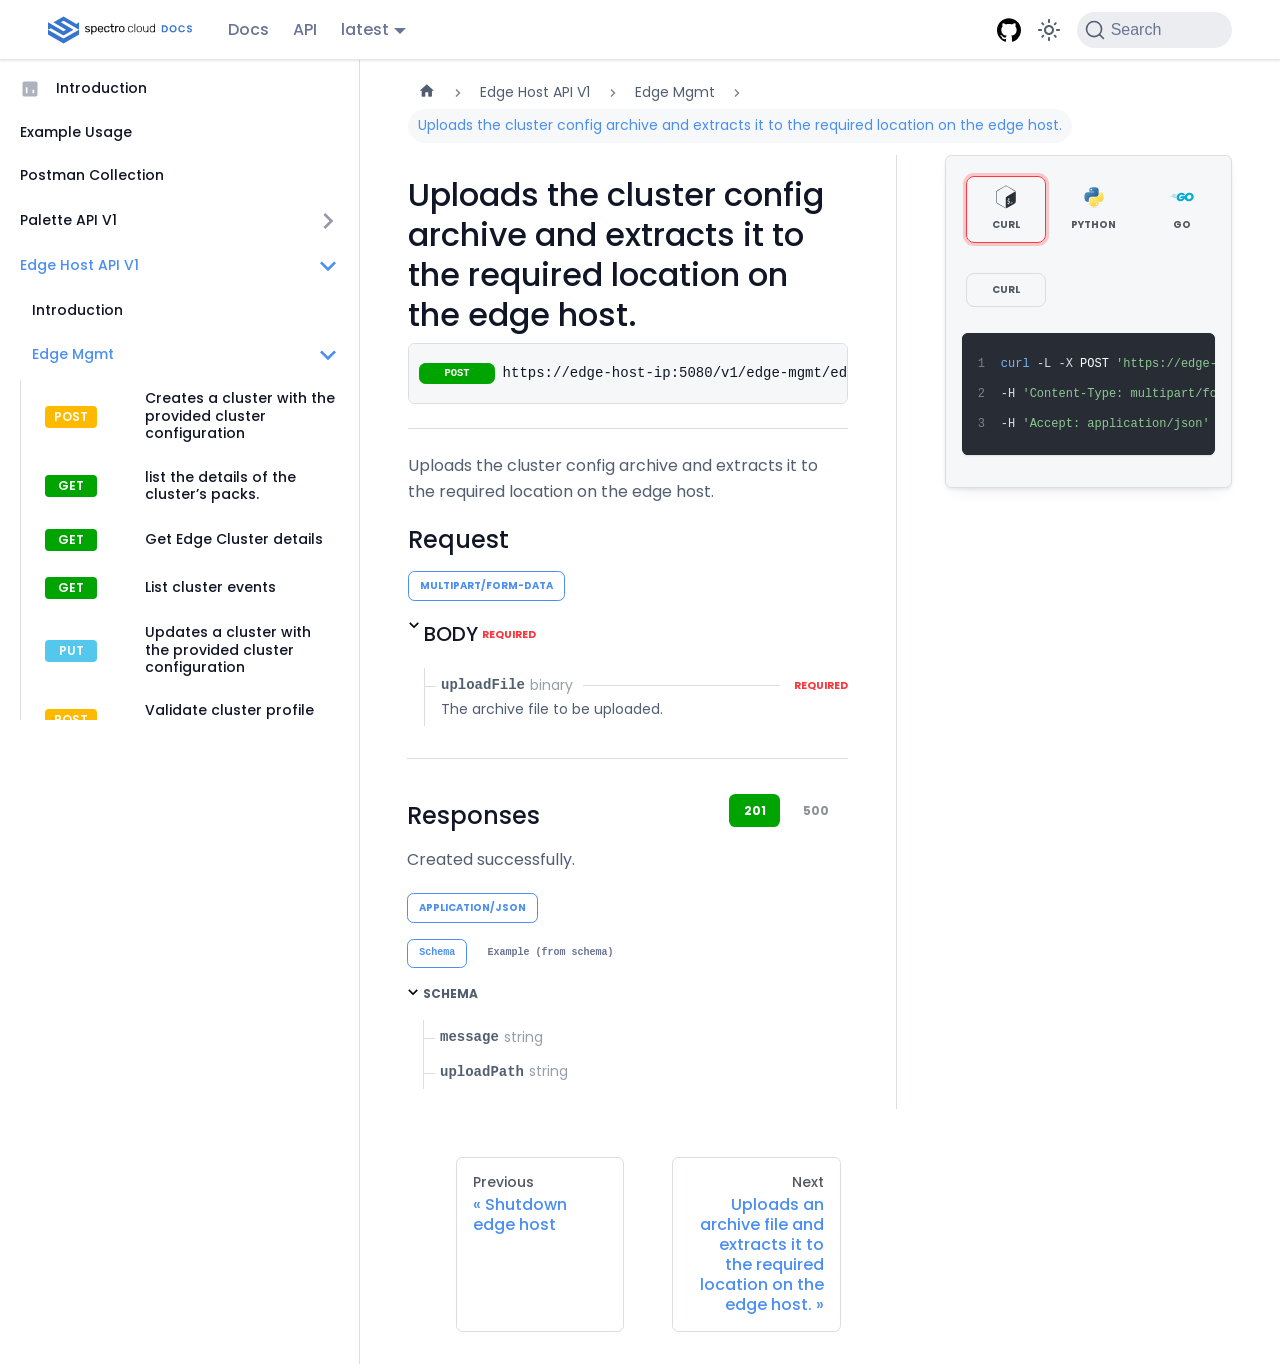 spectro cloud DOCS Docs API latest Search
Introduction
Example Usage
Postman Collection
Palette API V1
Edge Host API V1
Introduction
Edge Mgmt
POST Creates a cluster with the
provided cluster
configuration
GET list the details of the
cluster’s packs.
GET Get Edge Cluster details
GET List cluster events
PUT Updates a cluster with
the provided cluster
configuration
POST Validate cluster profile
Edge Host API V1 Edge Mgmt
Uploads the cluster config archive and extracts it to the required location on the edge host.
Uploads the cluster config
archive and extracts it to
the required location on
the edge host.
POST https://edge-host-ip:5080/v1/edge-mgmt/ed
Uploads the cluster config archive and extracts it to
the required location on the edge host.
Request
MULTIPART/FORM-DATA
BODY REQUIRED
uploadFile binary REQUIRED
The archive file to be uploaded.
Responses 201 500
Created successfully.
APPLICATION/JSON
Schema Example (from schema)
SCHEMA
message string
uploadPath string
CURL PYTHON GO
CURL
1 curl -L -X POST 'https://edge-
2 -H 'Content-Type: multipart/fo
3 -H 'Accept: application/json'
Previous
« Shutdown
edge host
Next
Uploads an
archive file and
extracts it to
the required
location on the
edge host. »